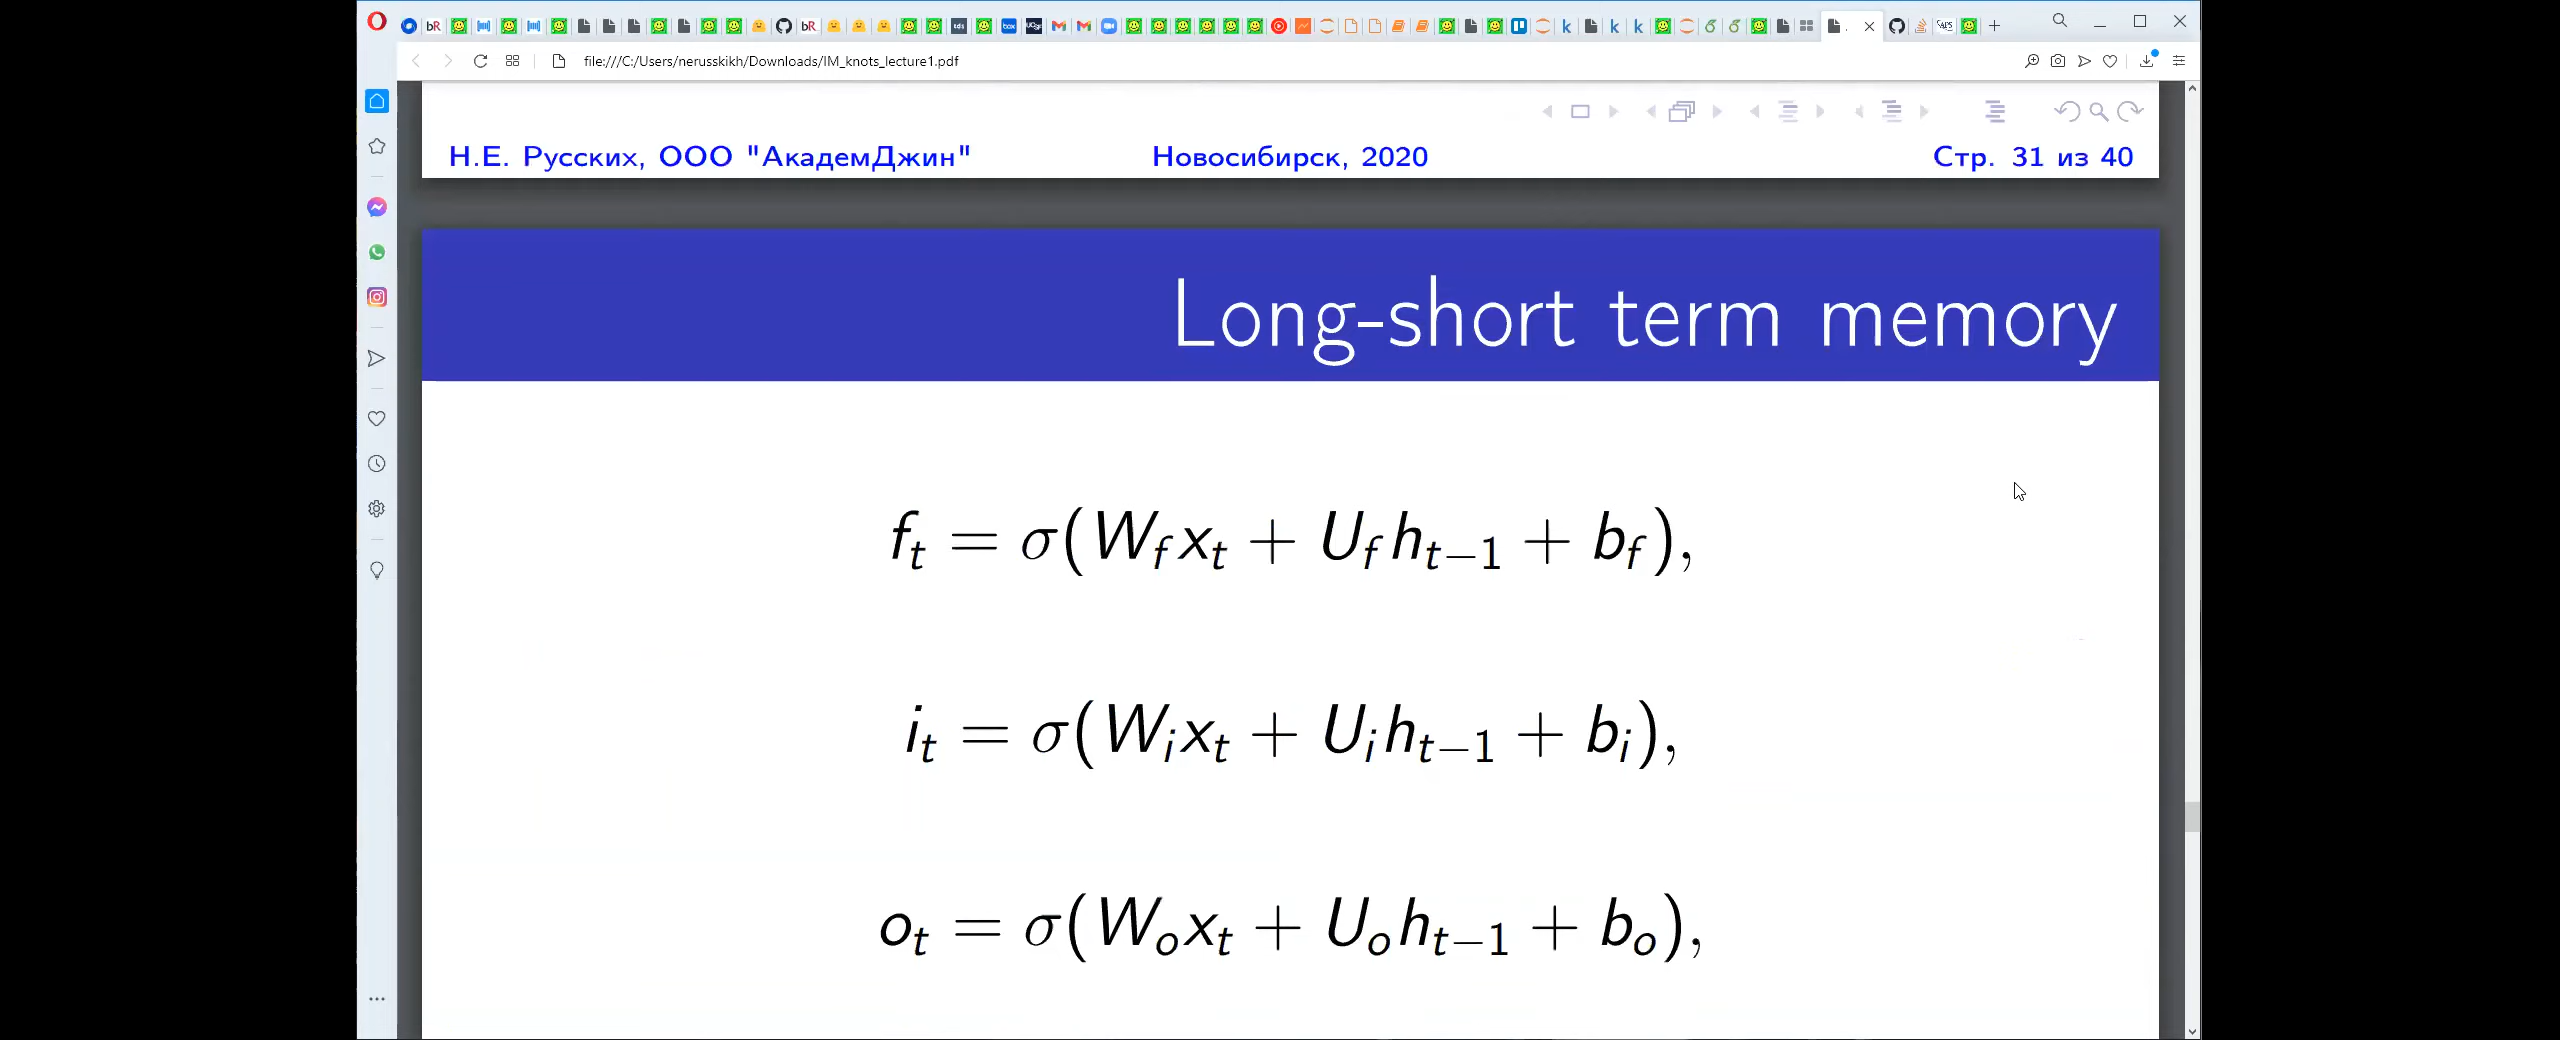 file:///C:/Users/nerusskikh/Downloads/IM_knots_lecture1.pdf
Н.Е. Русских, ООО "АкадемДжин" Новосибирск, 2020 Стр. 31 из 40
Long-short term memory
f_t = σ(W_f x_t + U_f h_{t−1} + b_f),
i_t = σ(W_i x_t + U_i h_{t−1} + b_i),
o_t = σ(W_o x_t + U_o h_{t−1} + b_o),